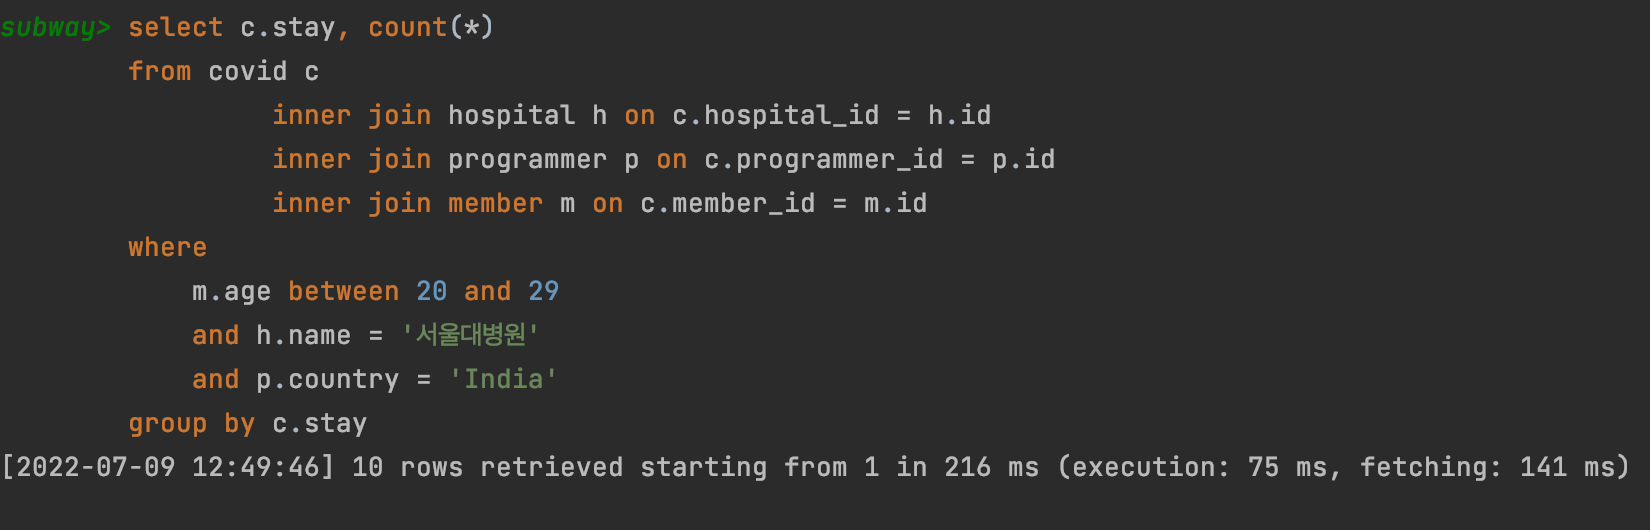 subway> select c.stay, count(*)
from covid c
inner join hospital h on c.hospital_id = h.id
inner join programmer p on c.programmer_id = p.id
inner join member m on c.member_id = m.id
where
m.age between 20 and 29
and h.name = '서울대병원'
and p.country = 'India'
group by c.stay
[2022-07-09 12:49:46] 10 rows retrieved starting from 1 in 216 ms (execution: 75 ms, fetching: 141 ms)